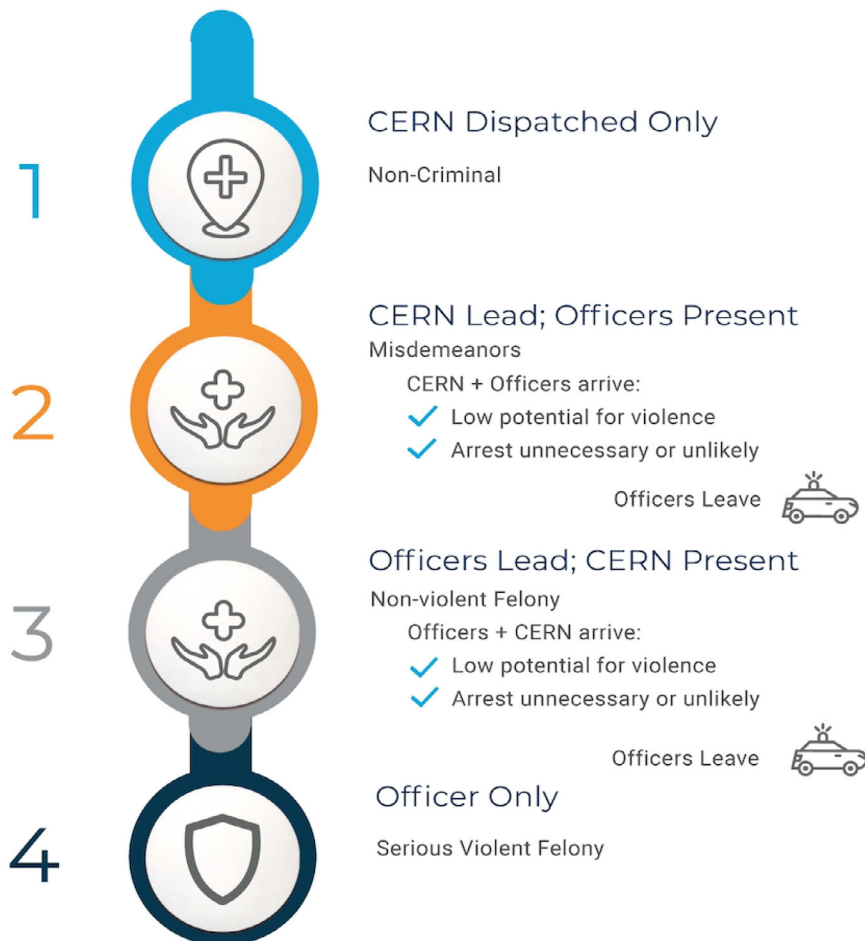 1
CERN Dispatched Only
Non-Criminal
2
CERN Lead; Officers Present
Misdemeanors
CERN + Officers arrive:
Low potential for violence
Arrest unnecessary or unlikely
Officers Leave
3
Officers Lead; CERN Present
Non-violent Felony
Officers + CERN arrive:
Low potential for violence
Arrest unnecessary or unlikely
Officers Leave
4
Officer Only
Serious Violent Felony